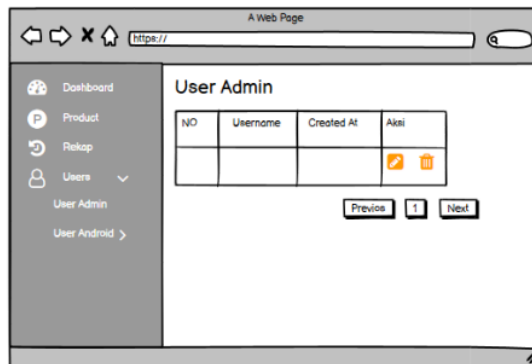 A Web Page
https://
Dashboard
P Product
Rekap
Users
User Admin
User Android
User Admin
NO Username Created At Aksi
Previos 1 Next